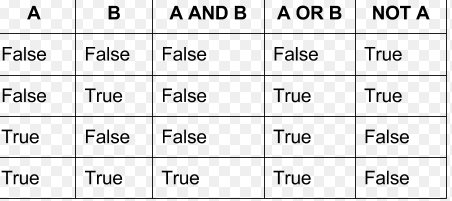 A B A AND B A OR B NOT A
False False False False True
False True False True True
True False False True False
True True True True False